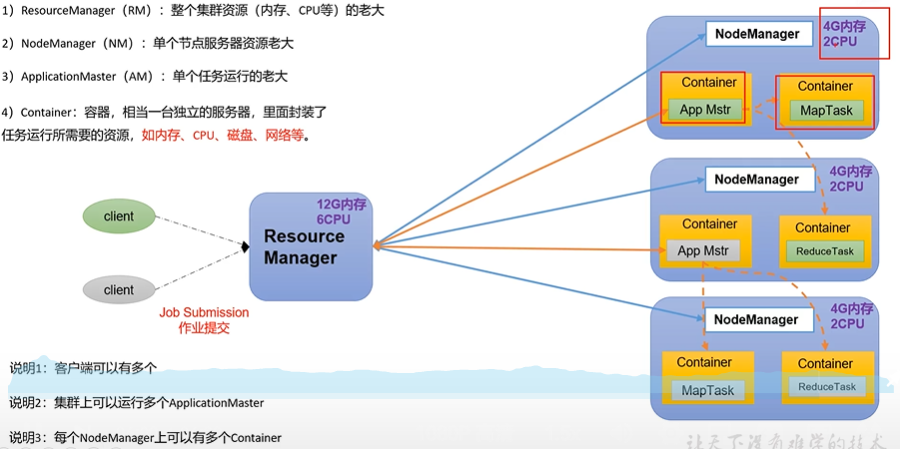 1）ResourceManager（RM）：整个集群资源（内存、CPU等）的老大
2）NodeManager（NM）：单个节点服务器资源老大
3）ApplicationMaster（AM）：单个任务运行的老大
4）Container：容器，相当一台独立的服务器，里面封装了
任务运行所需要的资源，如内存、CPU、磁盘、网络等。
client
client
Job Submission
作业提交
12G内存
6CPU
Resource
Manager
NodeManager
4G内存
2CPU
Container
App Mstr
Container
MapTask
NodeManager
4G内存
2CPU
Container
App Mstr
Container
ReduceTask
NodeManager
4G内存
2CPU
Container
MapTask
Container
ReduceTask
说明1：客户端可以有多个
说明2：集群上可以运行多个ApplicationMaster
说明3：每个NodeManager上可以有多个Container
让天下没有难学的技术